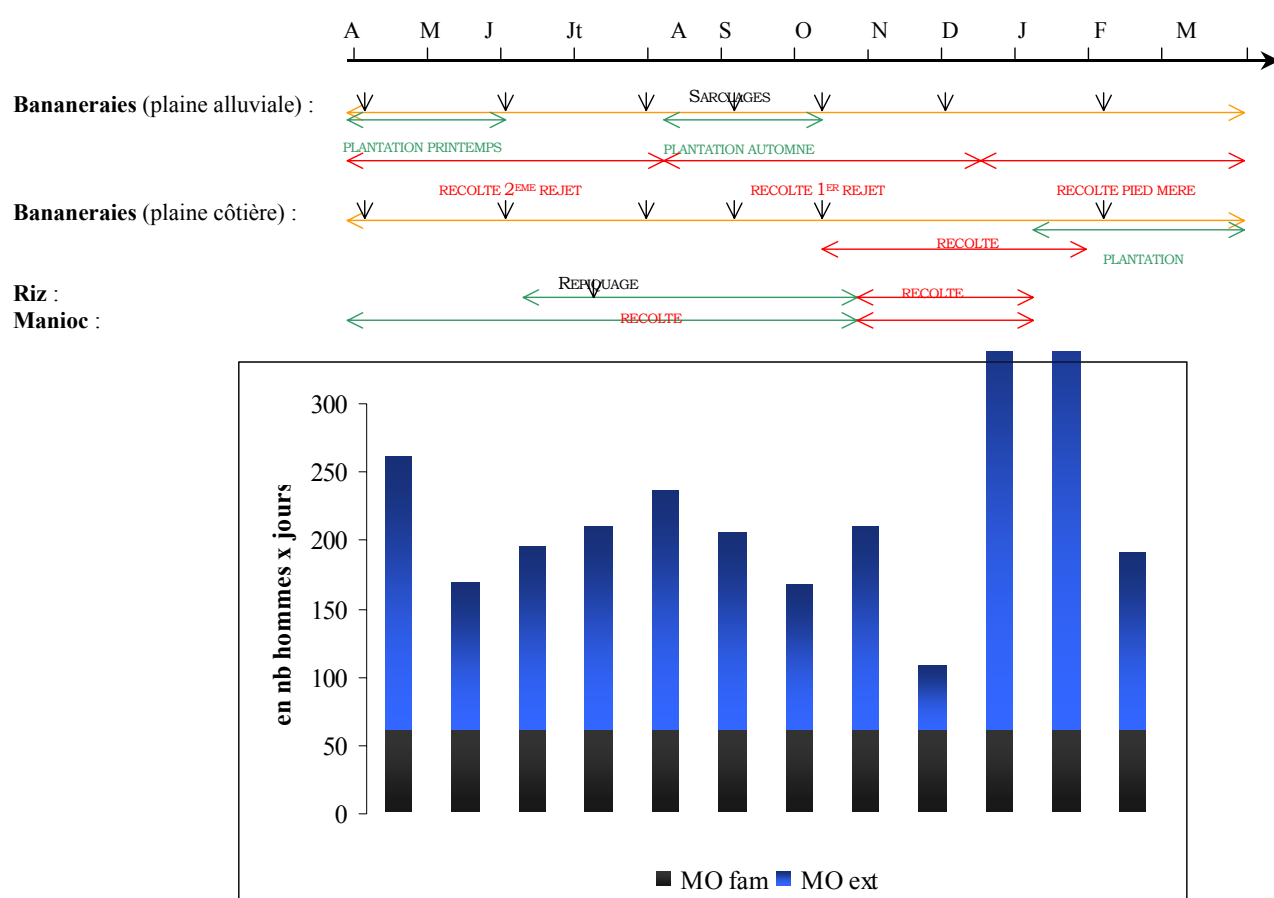 A M J Jt A S O N D J F M
Bananeraies (plaine alluviale) :
SARCLAGES
PLANTATION PRINTEMPS
PLANTATION AUTOMNE
RECOLTE 2EME REJET
RECOLTE 1ER REJET
RECOLTE PIED MERE
Bananeraies (plaine côtière) :
RECOLTE
PLANTATION
Riz :
REPIQUAGE
RECOLTE
Manioc :
RECOLTE
en nb hommes x jours
300
250
200
150
100
50
0
MO fam MO ext